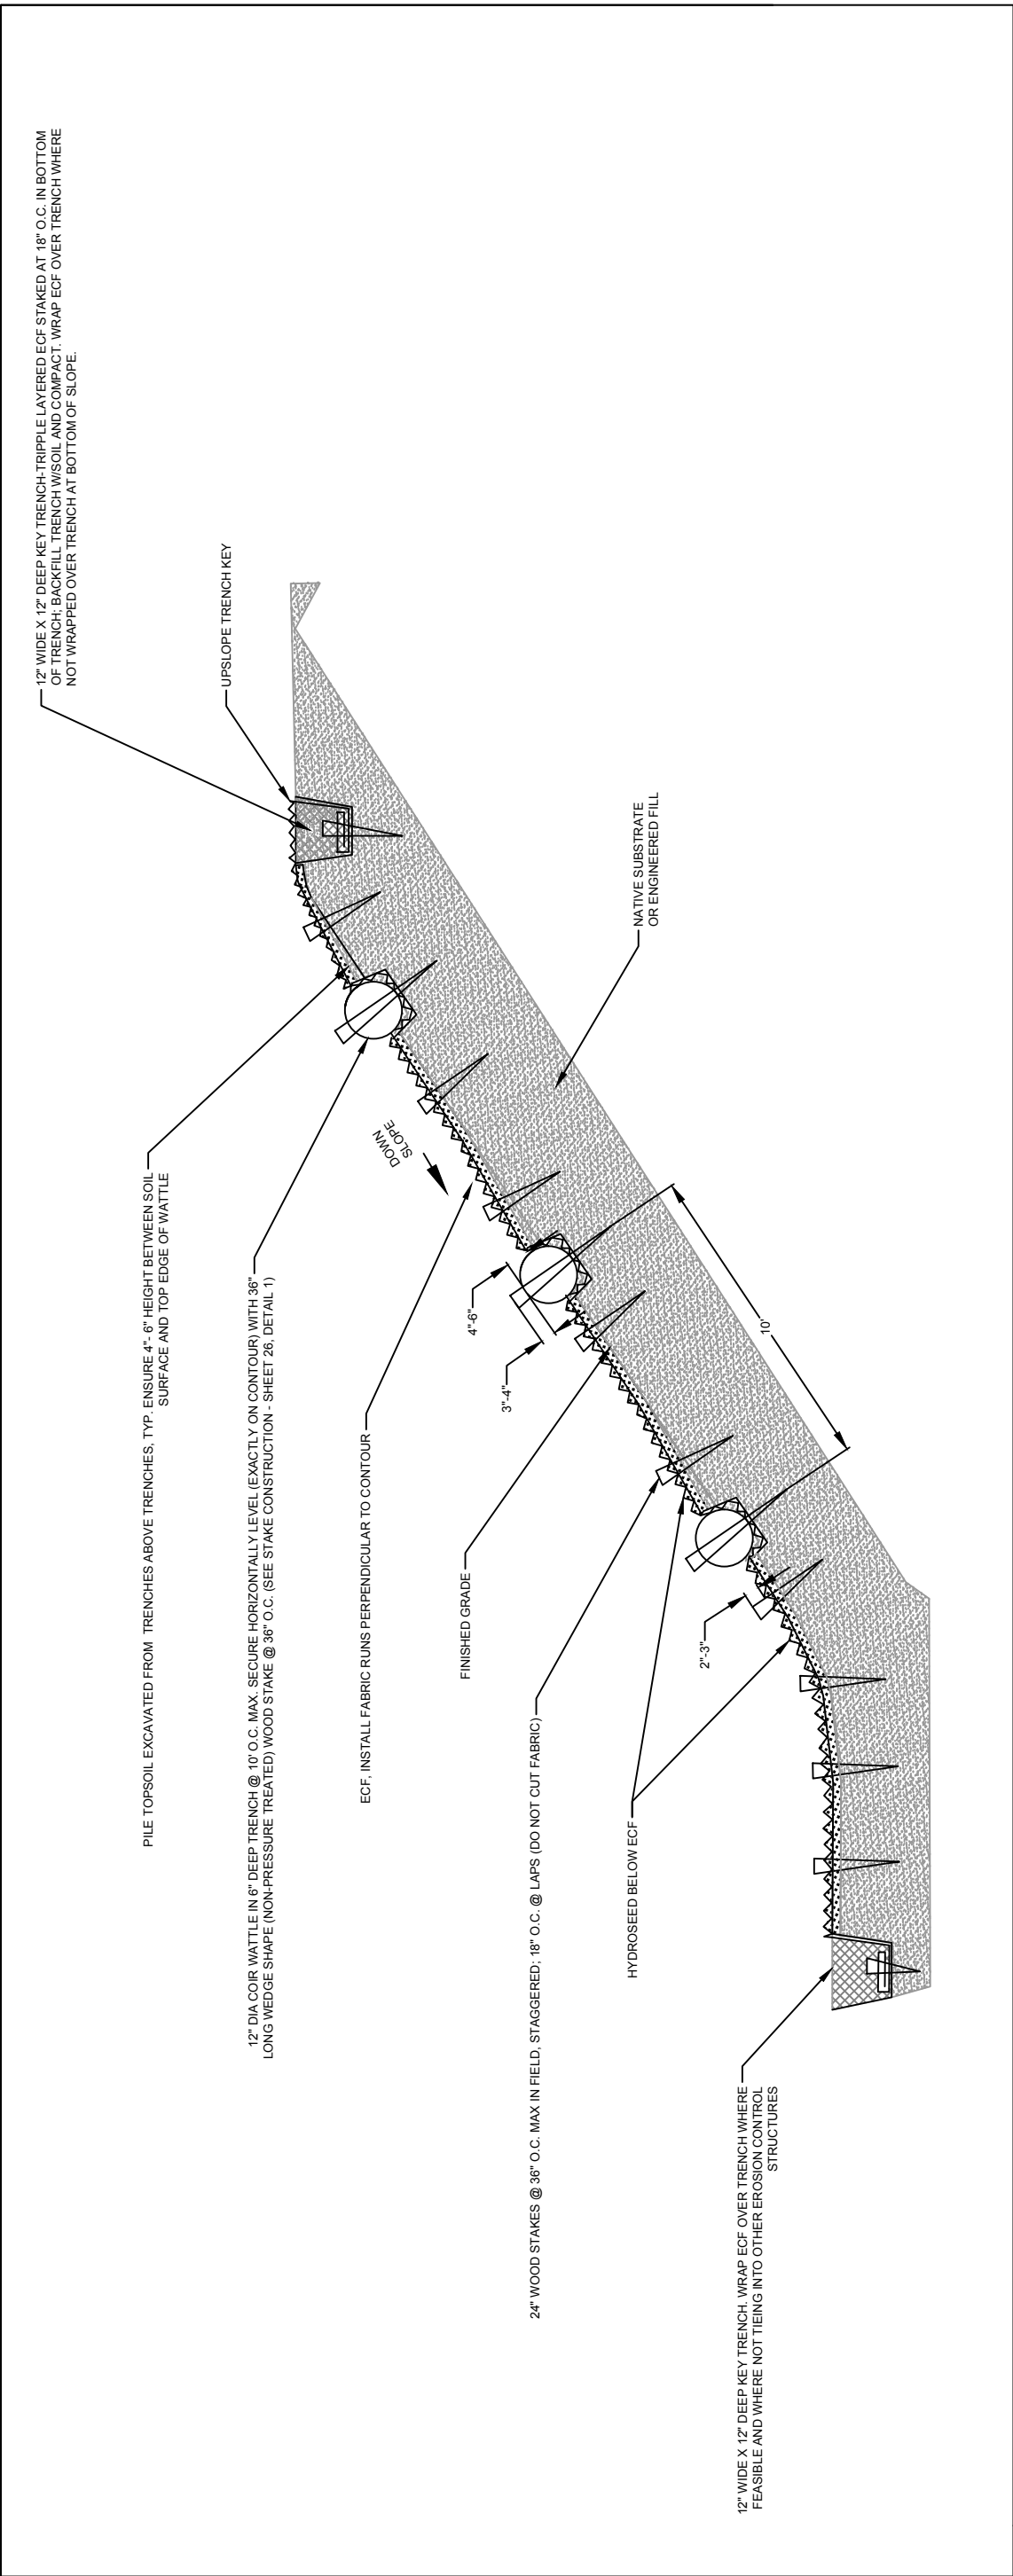 12" WIDE X 12" DEEP KEY TRENCH-TRIPPLE LAYERED ECF STAKED AT 18" O.C. IN BOTTOM
OF TRENCH; BACKFILL TRENCH W/SOIL AND COMPACT. WRAP ECF OVER TRENCH WHERE
NOT WRAPPED OVER TRENCH AT BOTTOM OF SLOPE.
UPSLOPE TRENCH KEY
PILE TOPSOIL EXCAVATED FROM TRENCHES ABOVE TRENCHES, TYP. ENSURE 4"- 6" HEIGHT BETWEEN SOIL
SURFACE AND TOP EDGE OF WATTLE
12" DIA COIR WATTLE IN 6" DEEP TRENCH @ 10' O.C. MAX. SECURE HORIZONTALLY LEVEL (EXACTLY ON CONTOUR) WITH 36"
LONG WEDGE SHAPE (NON-PRESSURE TREATED) WOOD STAKE @ 36" O.C. (SEE STAKE CONSTRUCTION - SHEET 26, DETAIL 1)
ECF, INSTALL FABRIC RUNS PERPENDICULAR TO CONTOUR
DOWN
SLOPE
4"-6"
3"-4"
FINISHED GRADE
24" WOOD STAKES @ 36" O.C. MAX IN FIELD, STAGGERED; 18" O.C. @ LAPS (DO NOT CUT FABRIC)
NATIVE SUBSTRATE
OR ENGINEERED FILL
HYDROSEED BELOW ECF
2"-3"
10'
12" WIDE X 12" DEEP KEY TRENCH. WRAP ECF OVER TRENCH WHERE
FEASIBLE AND WHERE NOT TIEING INTO OTHER EROSION CONTROL
STRUCTURES